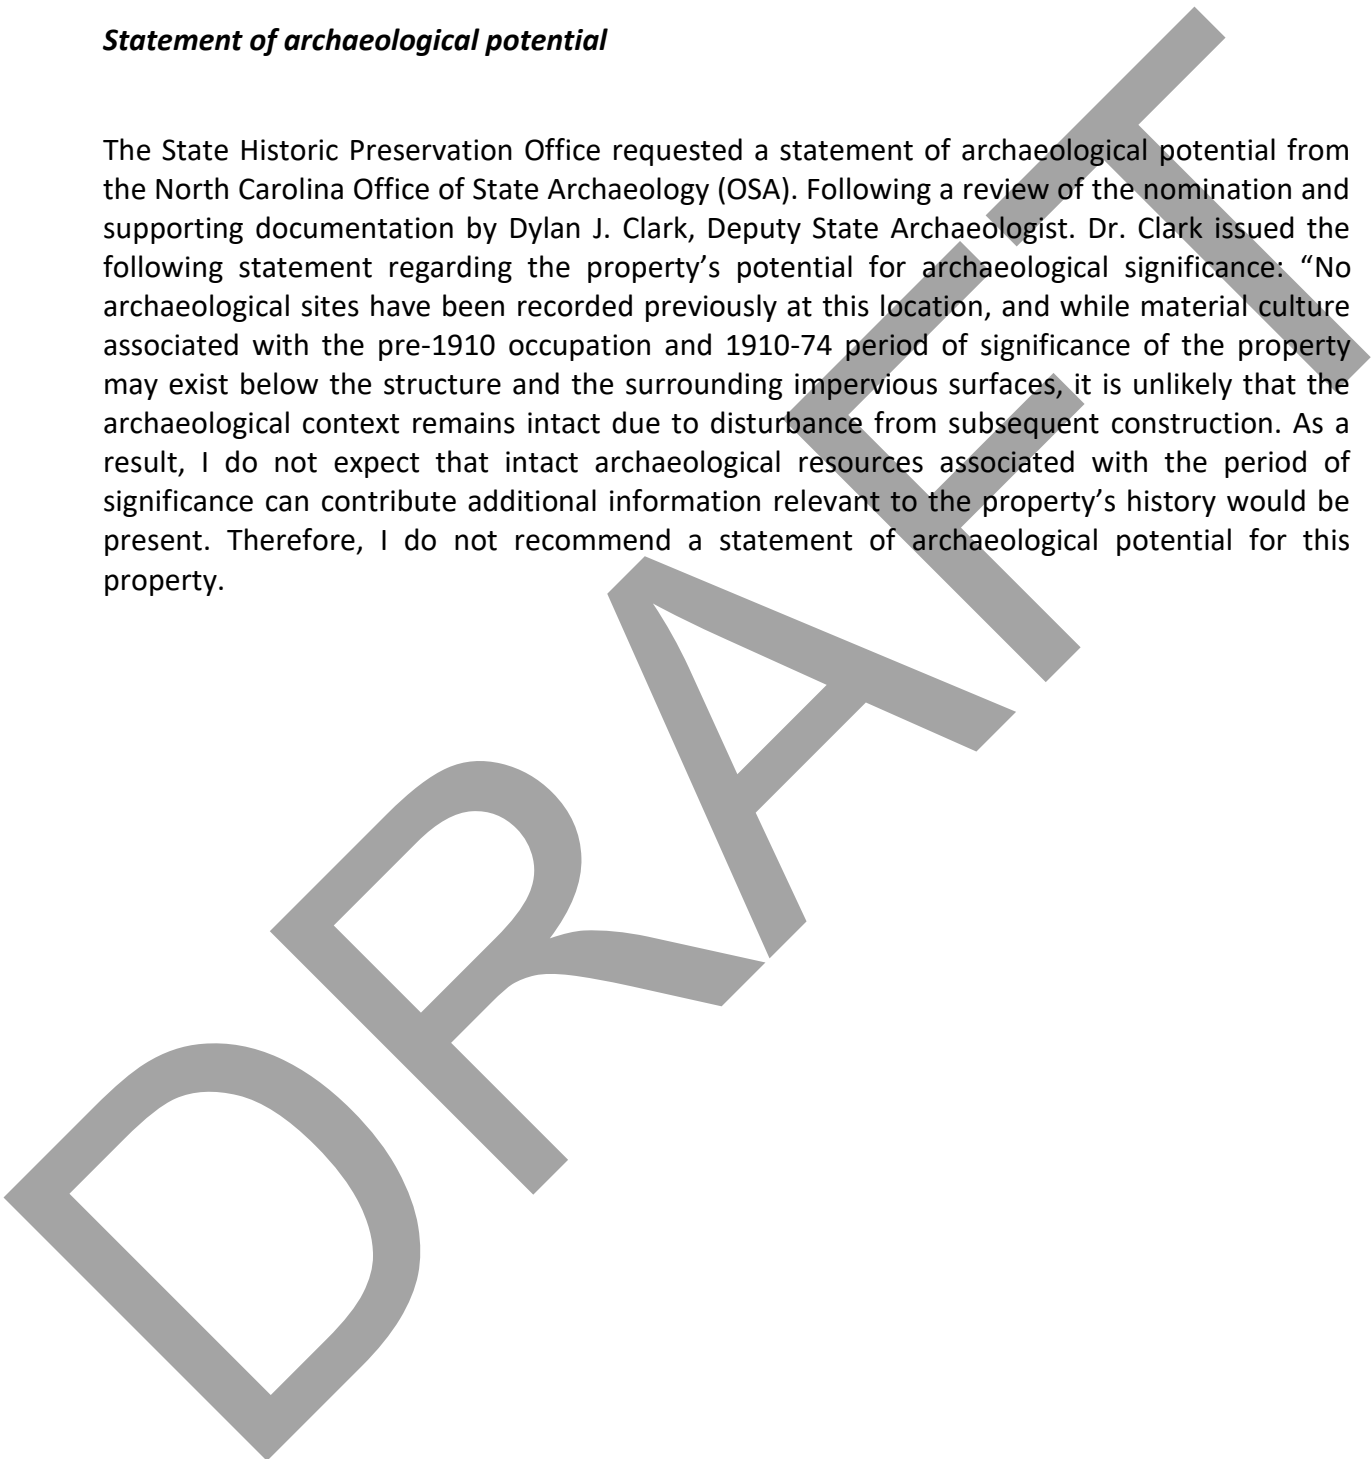 Statement of archaeological potential
The State Historic Preservation Office requested a statement of archaeological potential from
the North Carolina Office of State Archaeology (OSA). Following a review of the nomination and
supporting documentation by Dylan J. Clark, Deputy State Archaeologist. Dr. Clark issued the
following statement regarding the property’s potential for archaeological significance: “No
archaeological sites have been recorded previously at this location, and while material culture
associated with the pre-1910 occupation and 1910-74 period of significance of the property
may exist below the structure and the surrounding impervious surfaces, it is unlikely that the
archaeological context remains intact due to disturbance from subsequent construction. As a
result, I do not expect that intact archaeological resources associated with the period of
significance can contribute additional information relevant to the property’s history would be
present. Therefore, I do not recommend a statement of archaeological potential for this
property.
DRAFT